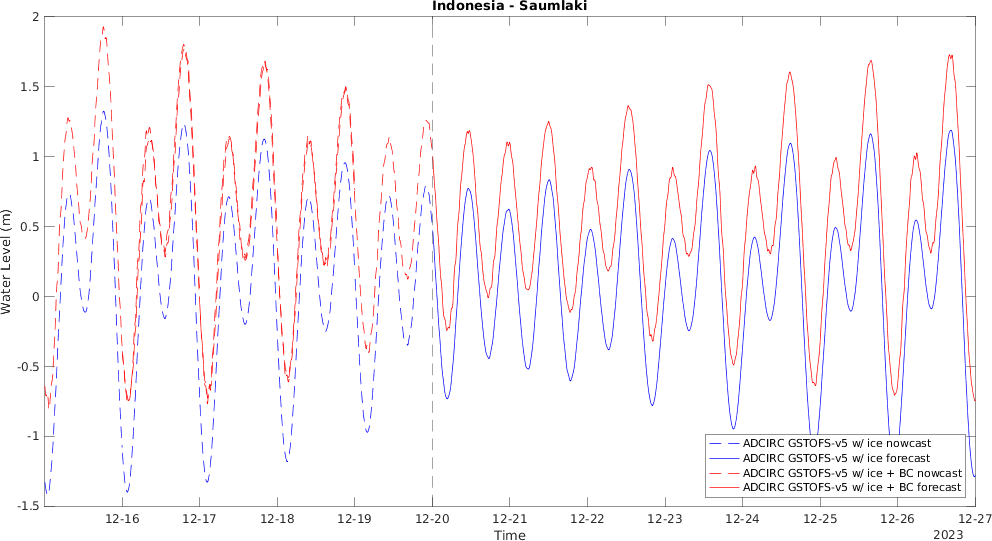 Indonesia - Saumlaki
Water Level (m)
2
1.5
1
0.5
0
-0.5
-1
-1.5
ADCIRC GSTOFS-v5 w/ ice nowcast
ADCIRC GSTOFS-v5 w/ ice forecast
ADCIRC GSTOFS-v5 w/ ice + BC nowcast
ADCIRC GSTOFS-v5 w/ ice + BC forecast
12-16 12-17 12-18 12-19 12-20 12-21 12-22 12-23 12-24 12-25 12-26 12-27
Time
2023